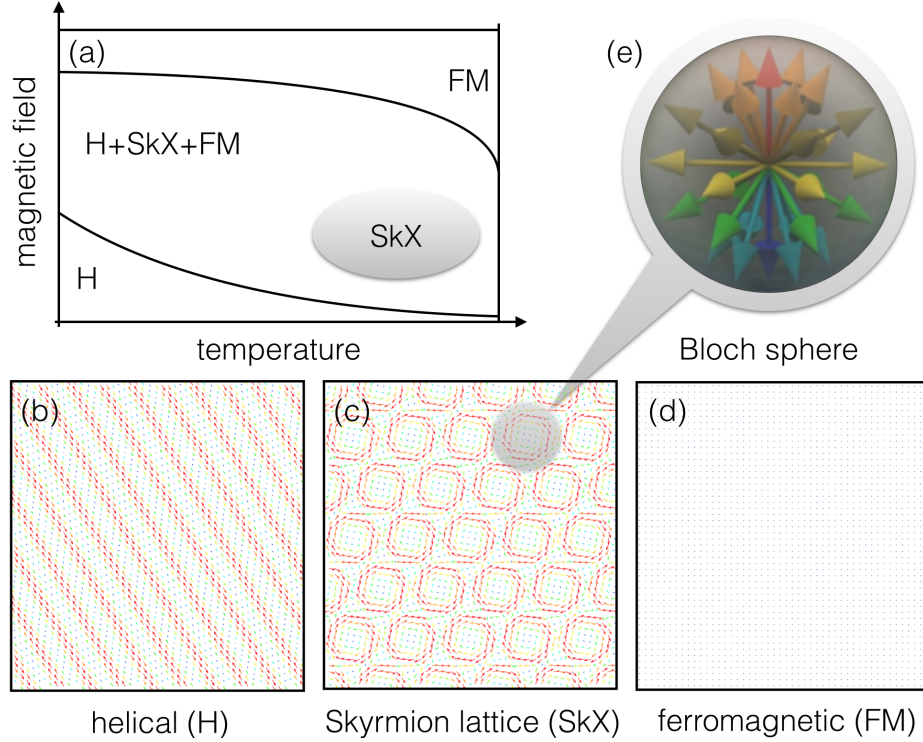 (a)
FM
H+SkX+FM
SkX
H
magnetic field
temperature
(e)
Bloch sphere
(b)
(c)
(d)
helical (H)
Skyrmion lattice (SkX)
ferromagnetic (FM)